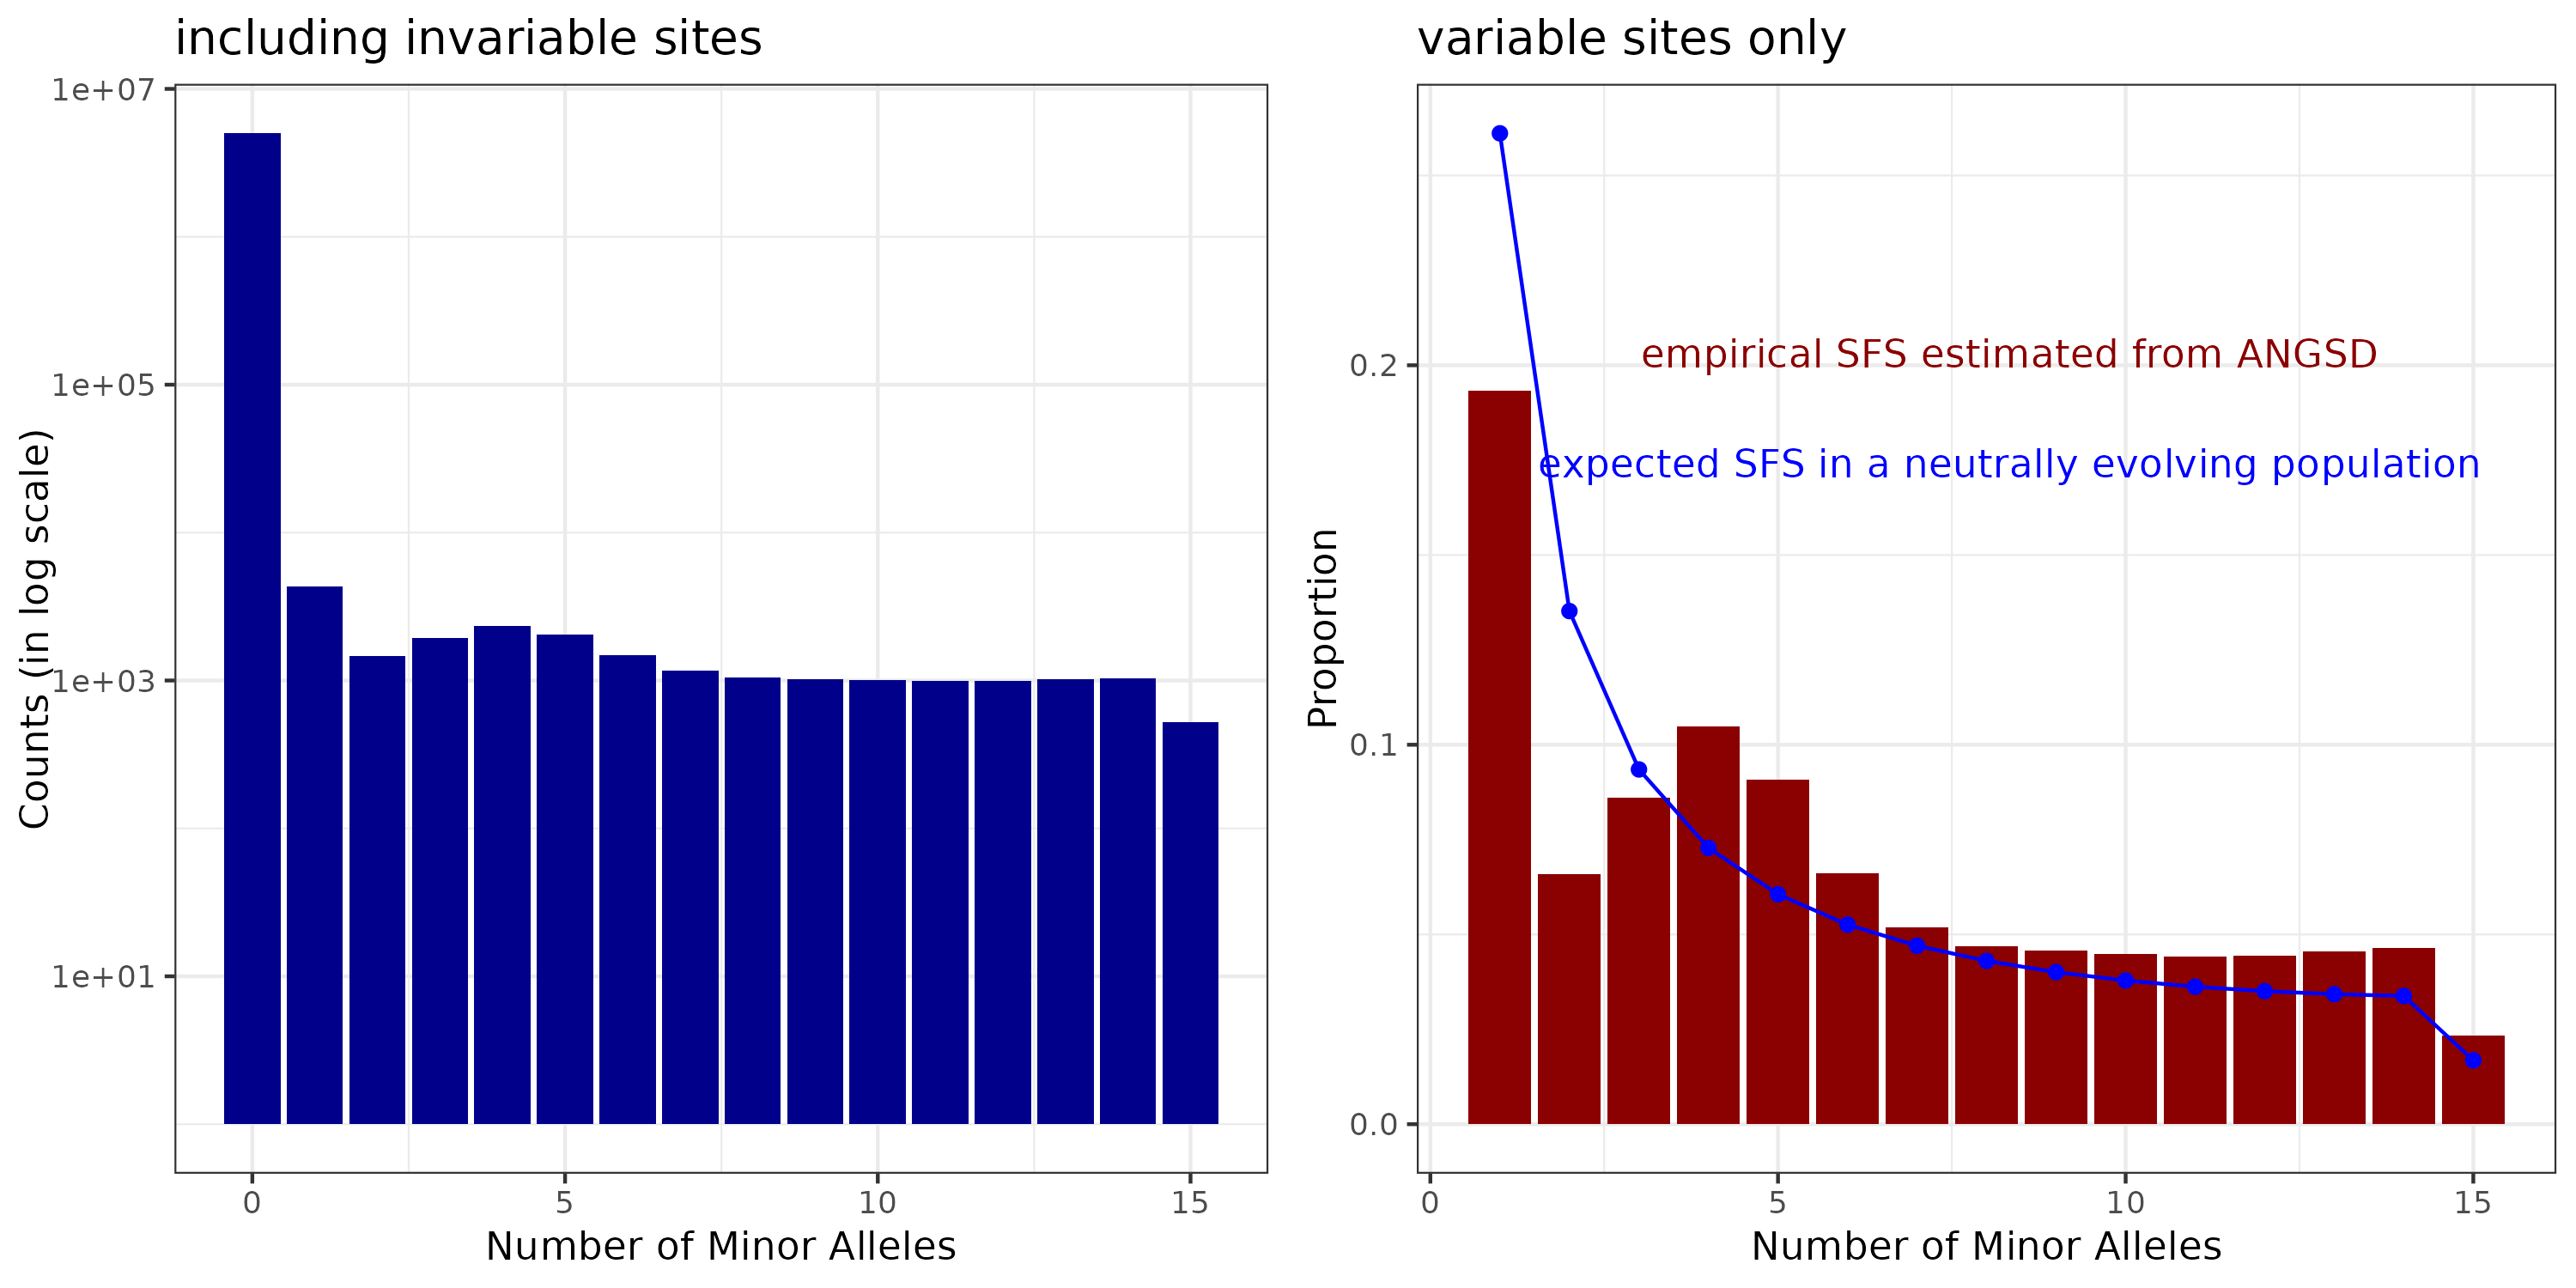 including invariable sites
1e+07
1e+05
1e+03
1e+01
Counts (in log scale)
0 5 10 15
Number of Minor Alleles
variable sites only
empirical SFS estimated from ANGSD
expected SFS in a neutrally evolving population
0.2
0.1
0.0
Proportion
0 5 10 15
Number of Minor Alleles